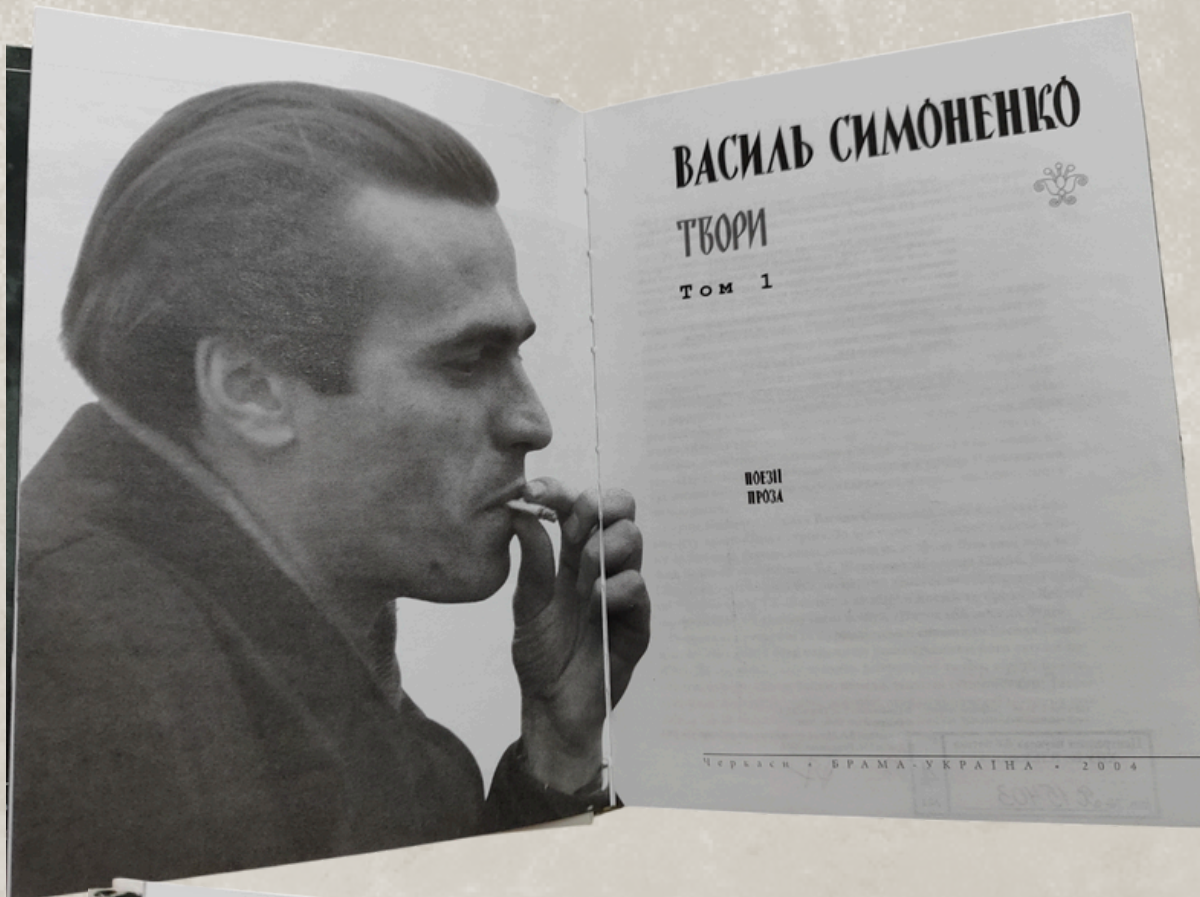 ВАСИЛЬ СИМОНЕНКО
ТВОРИ
Том 1
ПОЕЗІЇ
ПРОЗА
Черкаси • БРАМА-УКРАЇНА • 2004